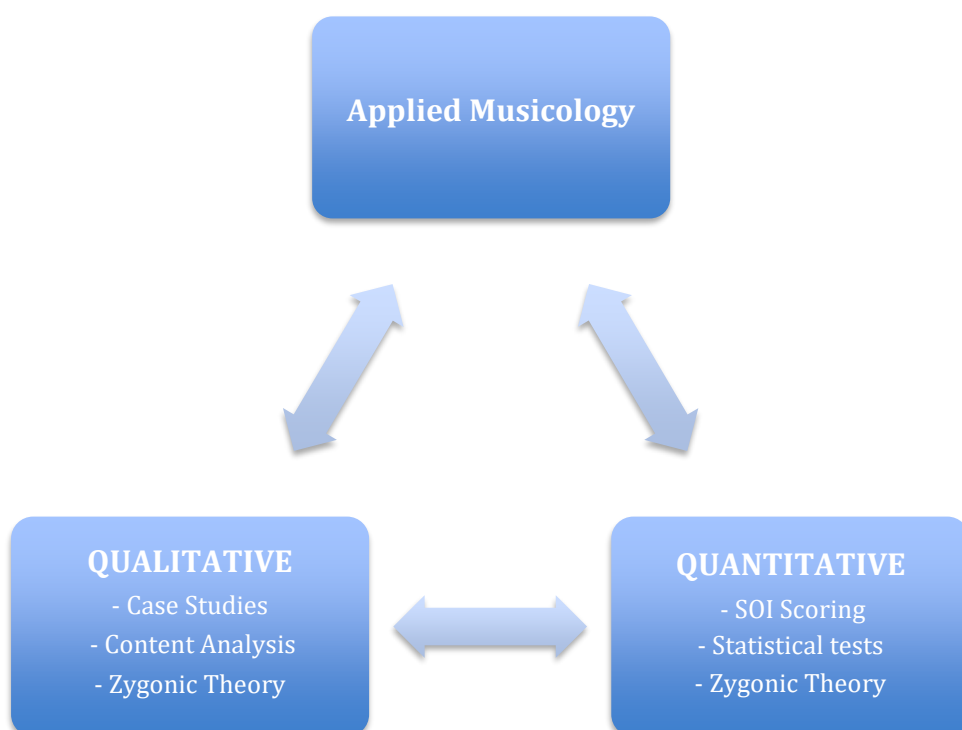 Applied Musicology
QUALITATIVE
- Case Studies
- Content Analysis
- Zygonic Theory
QUANTITATIVE
- SOI Scoring
- Statistical tests
- Zygonic Theory